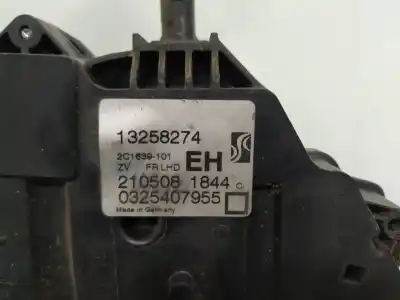 13258274
2C1639-101
ZV FR LHD EH
210508 1844 C
0325407955
Made in Germany